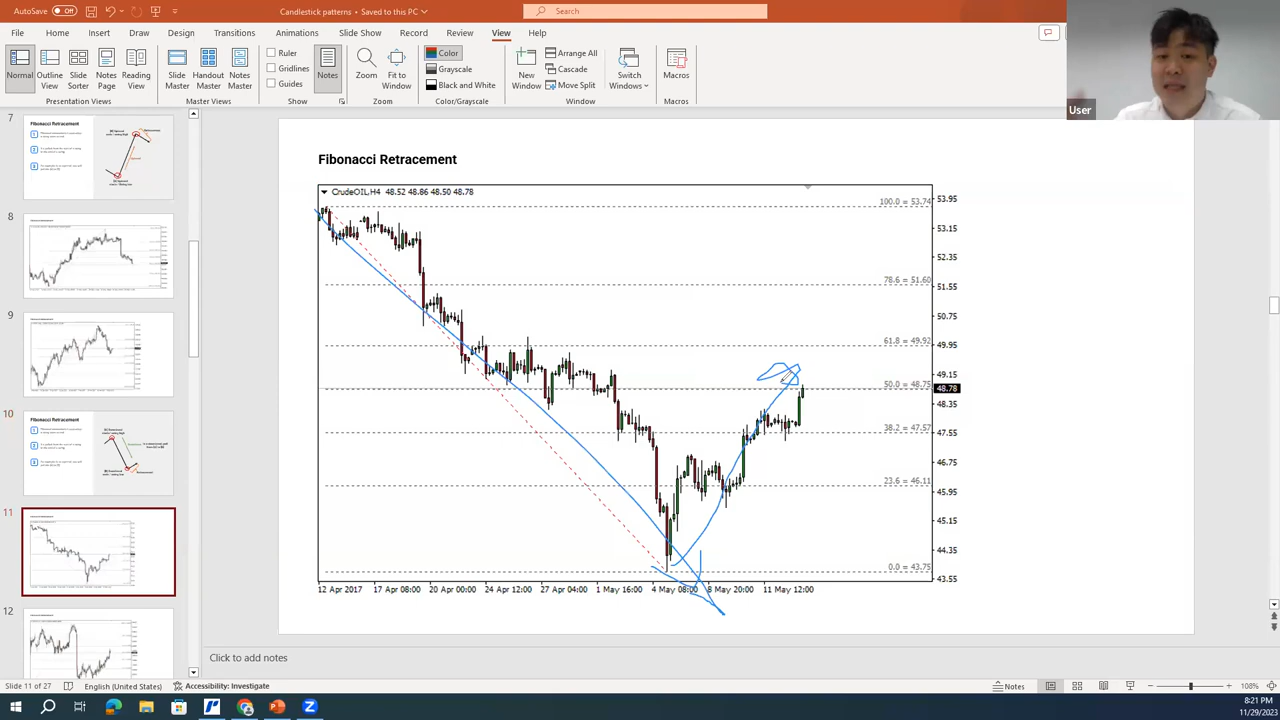 AutoSave Off
Candlestick patterns • Saved to this PC
Search
File Home Insert Draw Design Transitions Animations Slide Show Record Review View Help
Normal
Outline View
Slide Sorter
Notes Page
Reading View
Presentation Views
Slide Master
Handout Master
Notes Master
Master Views
Ruler
Gridlines
Guides
Show
Notes
Zoom
Fit to Window
Zoom
Color
Grayscale
Black and White
Color/Grayscale
New Window
Arrange All
Cascade
Move Split
Switch Windows
Window
Macros
Macros
User
7
Fibonacci Retracement
8
9
10
Fibonacci Retracement
11
12
Fibonacci Retracement
CrudeOIL,H4 48.52 48.86 48.50 48.78
100.0 = 53.74
78.6 = 51.60
61.8 = 49.92
50.0 = 48.75
38.2 = 47.57
23.6 = 46.11
0.0 = 43.75
53.95
53.15
52.35
51.55
50.75
49.95
49.15
48.78
48.35
47.55
46.75
45.95
45.15
44.35
43.55
12 Apr 2017 17 Apr 08:00 20 Apr 00:00 24 Apr 12:00 27 Apr 04:00 1 May 16:00 4 May 08:00 8 May 20:00 11 May 12:00
Click to add notes
Slide 11 of 27 English (United States) Accessibility: Investigate Notes 108%
8:21 PM
11/29/2023